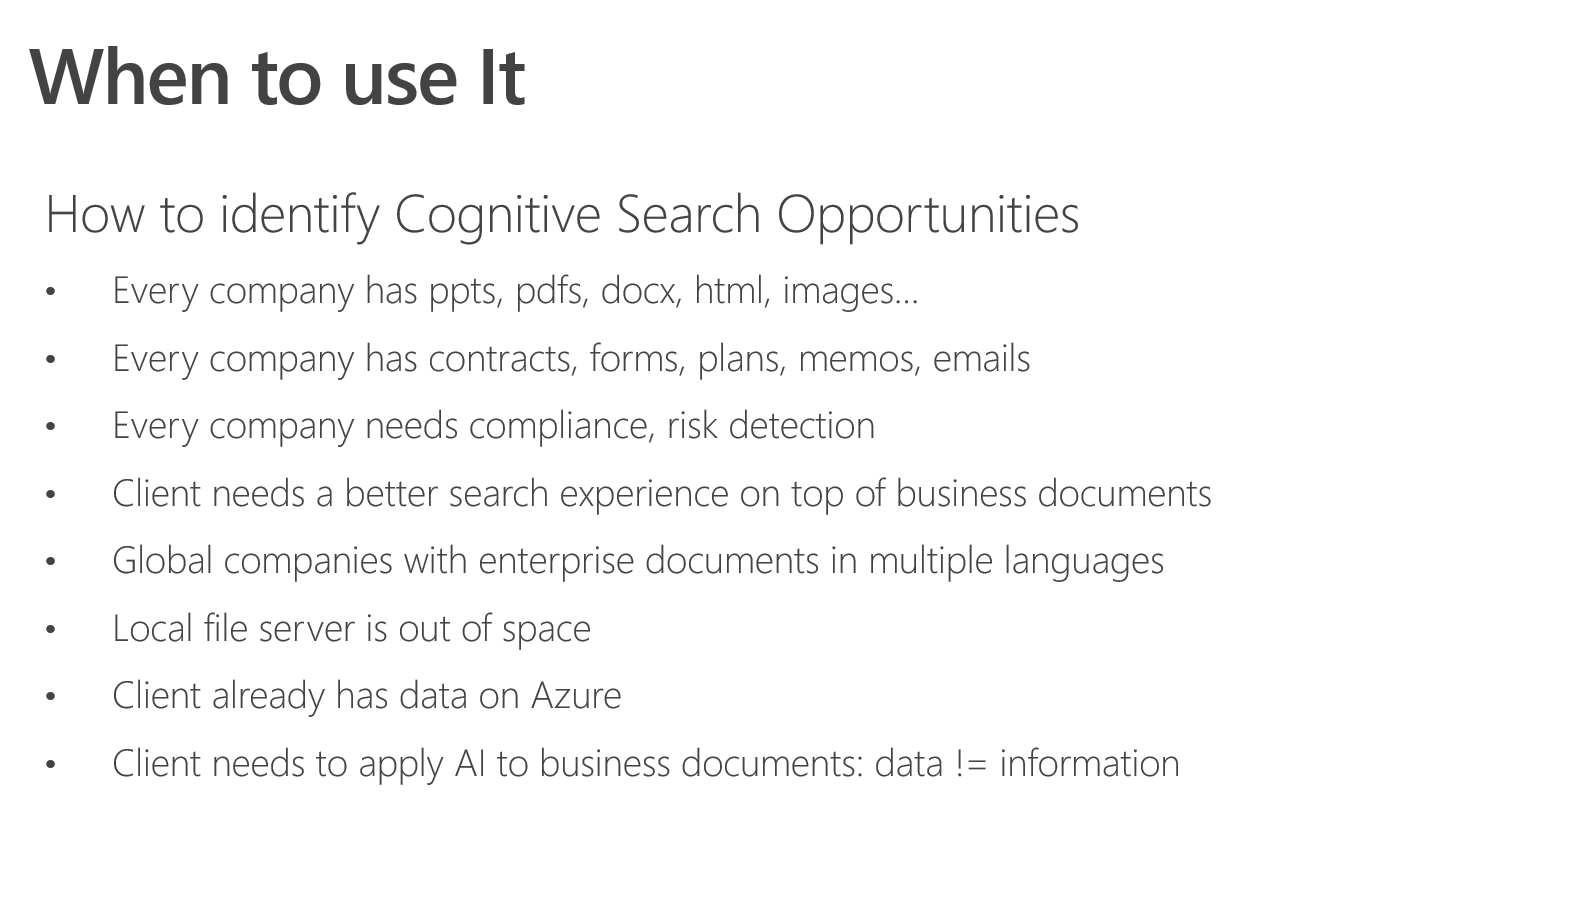 When to use It
How to identify Cognitive Search Opportunities
• Every company has ppts, pdfs, docx, html, images…
• Every company has contracts, forms, plans, memos, emails
• Every company needs compliance, risk detection
• Client needs a better search experience on top of business documents
• Global companies with enterprise documents in multiple languages
• Local file server is out of space
• Client already has data on Azure
• Client needs to apply AI to business documents: data != information